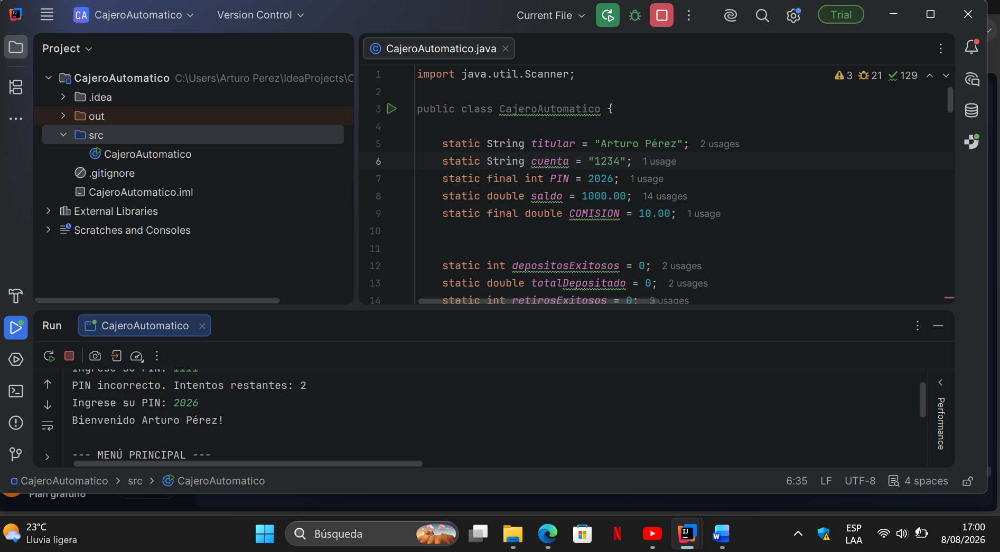 CA CajeroAutomatico Version Control Current File Trial
Project
CajeroAutomatico C:\Users\Arturo Perez\IdeaProjects\C
.idea
out
src
CajeroAutomatico
.gitignore
CajeroAutomatico.iml
External Libraries
Scratches and Consoles
CajeroAutomatico.java
3 21 129
1 import java.util.Scanner;
2
3 public class CajeroAutomatico {
4
5 static String titular = "Arturo Pérez"; 2 usages
6 static String cuenta = "1234"; 1 usage
7 static final int PIN = 2026; 1 usage
8 static double saldo = 1000.00; 14 usages
9 static final double COMISION = 10.00; 1 usage
10
11
12 static int depositosExitosos = 0; 2 usages
13 static double totalDepositado = 0; 2 usages
14 static int retirosExitosos = 0; 3 usages
Run CajeroAutomatico
Ingrese su PIN: 1111
PIN incorrecto. Intentos restantes: 2
Ingrese su PIN: 2026
Bienvenido Arturo Pérez!
--- MENÚ PRINCIPAL ---
Performance
CajeroAutomatico > src > CajeroAutomatico
6:35 LF UTF-8 4 spaces
Plan gratuito
23°C
Lluvia ligera
Búsqueda
ESP
LAA
17:00
8/08/2026